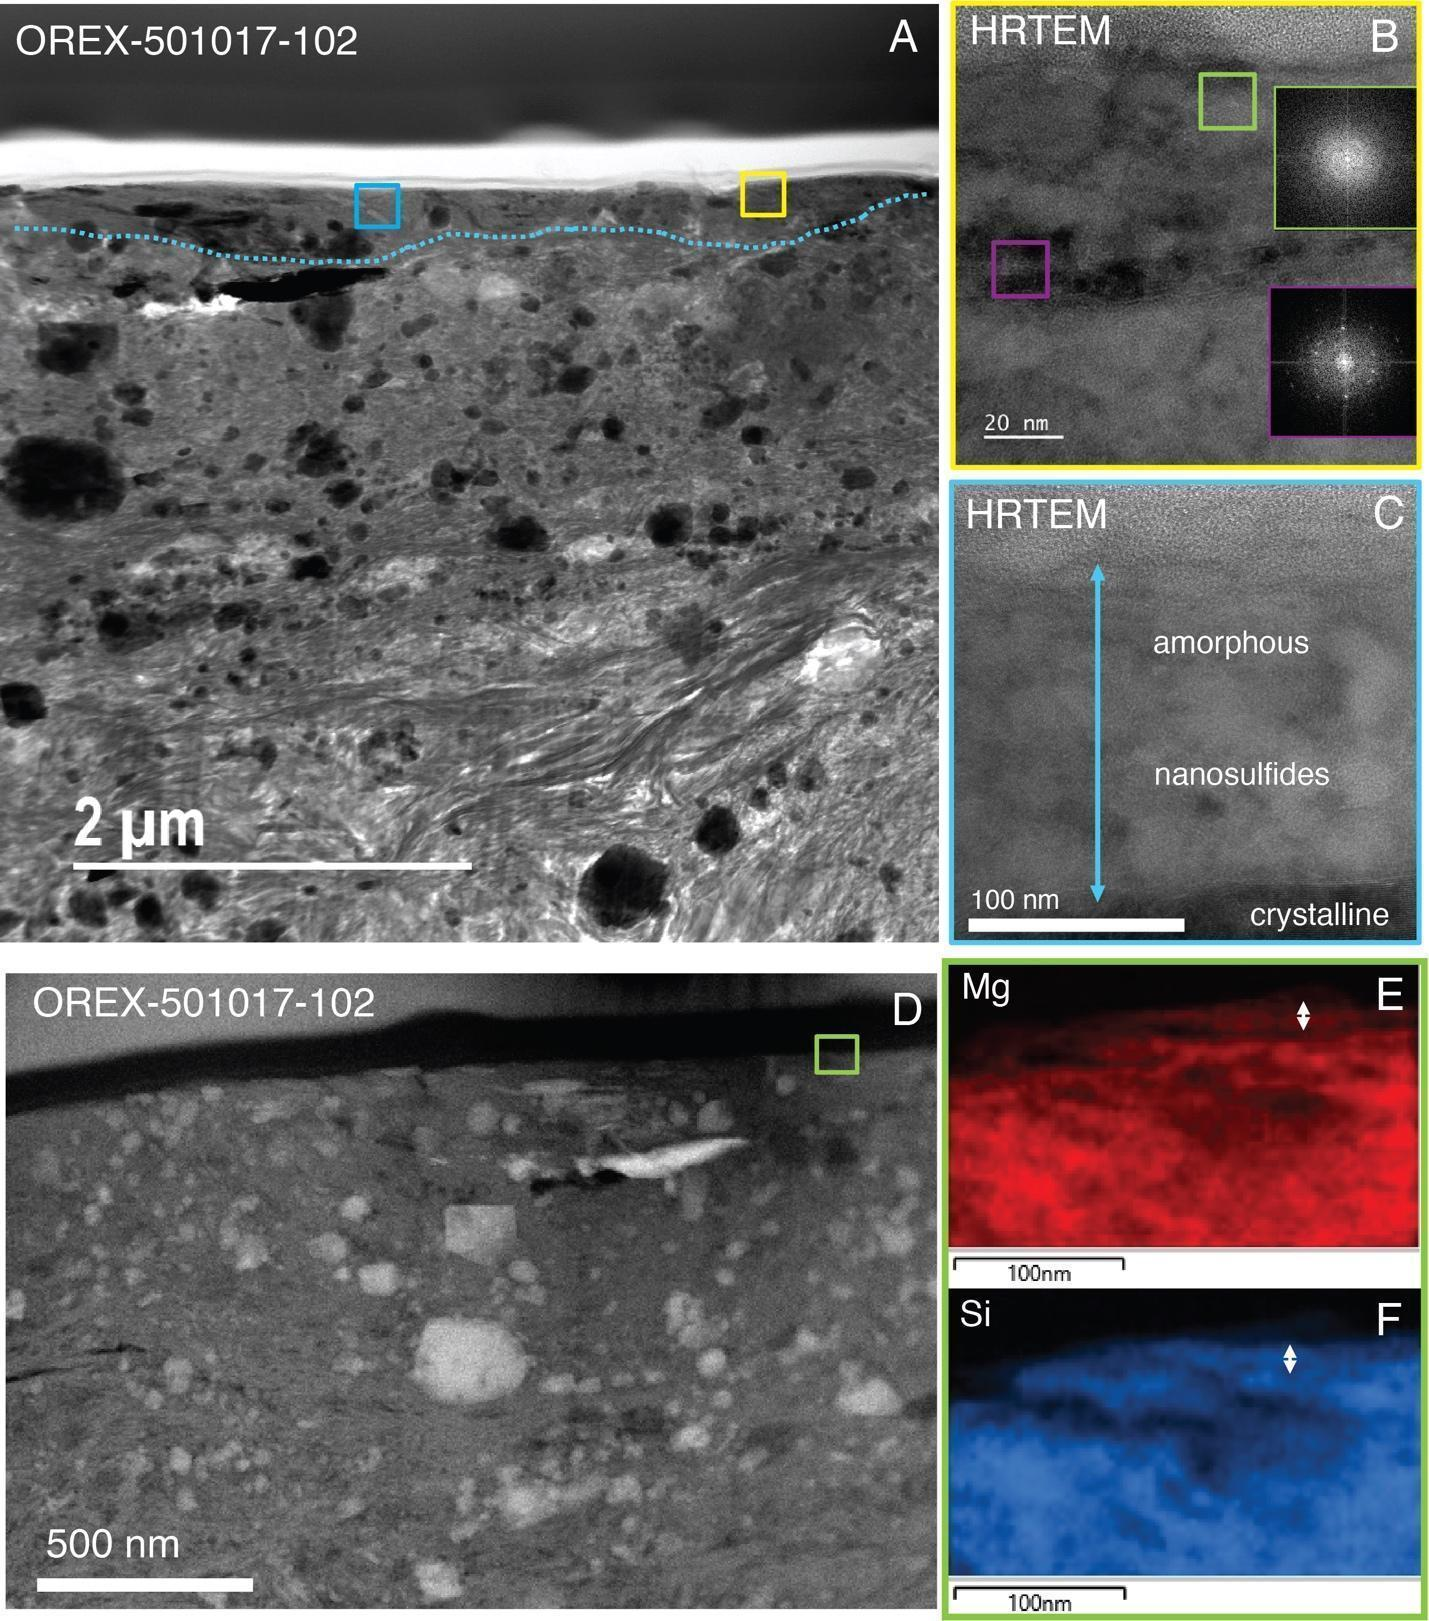 OREX-501017-102
A
2 µm
HRTEM
B
20 nm
HRTEM
C
amorphous
nanosulfides
100 nm
crystalline
OREX-501017-102
D
500 nm
Mg
E
100nm
Si
F
100nm